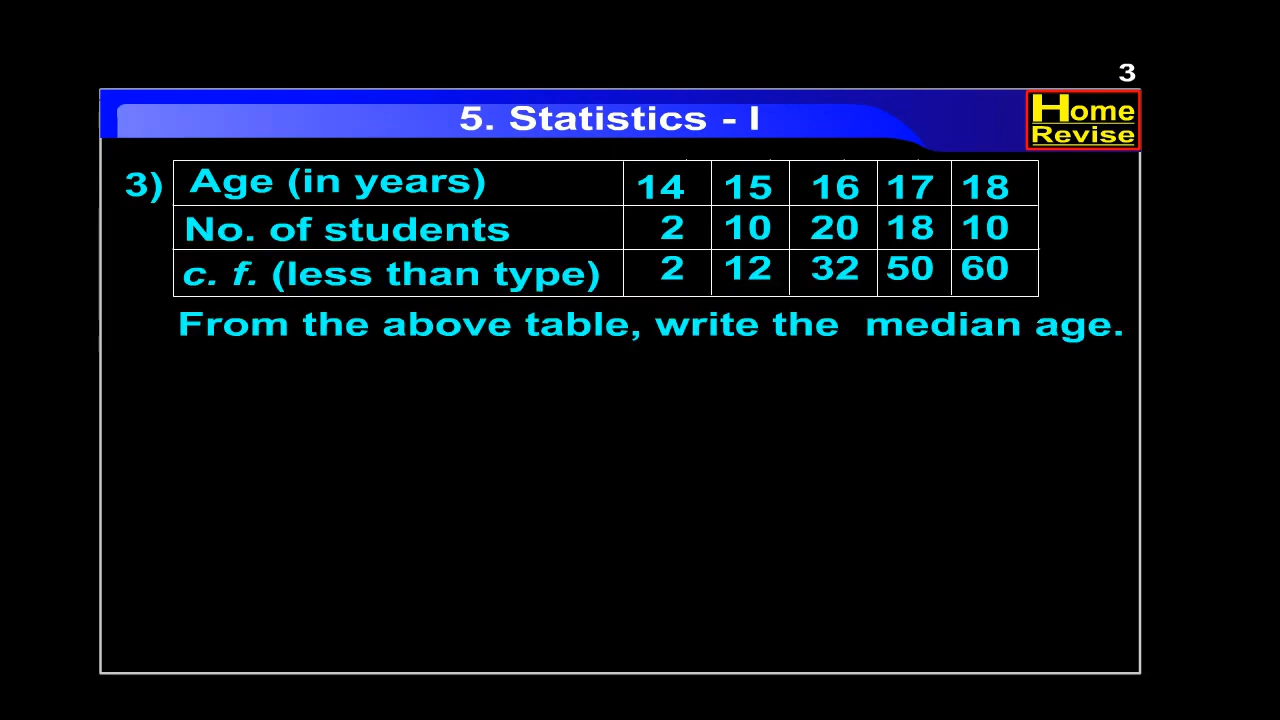 3
5. Statistics - I
Home
Revise
3) Age (in years) 14 15 16 17 18
No. of students 2 10 20 18 10
c. f. (less than type) 2 12 32 50 60
From the above table, write the median age.